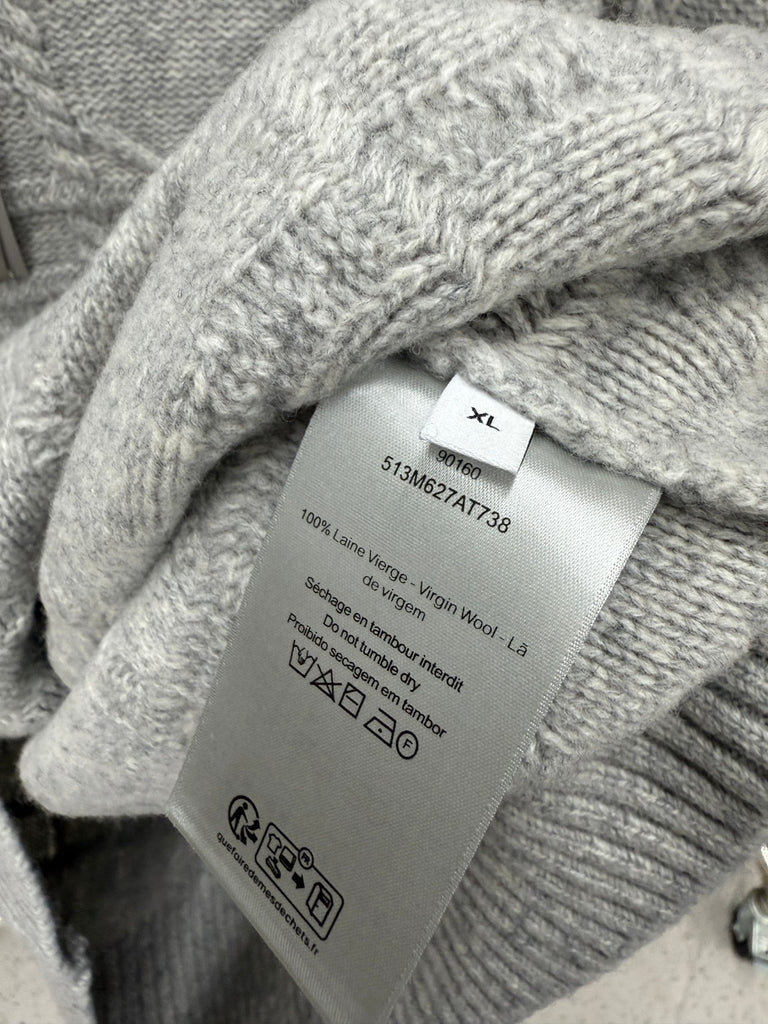 XL
90160
513M627AT738
100% Laine Vierge - Virgin Wool - Lã
de virgem
Séchage en tambour interdit
Do not tumble dry
Proibido secagem em tambor
F
FR
quefairedemesdechets.fr